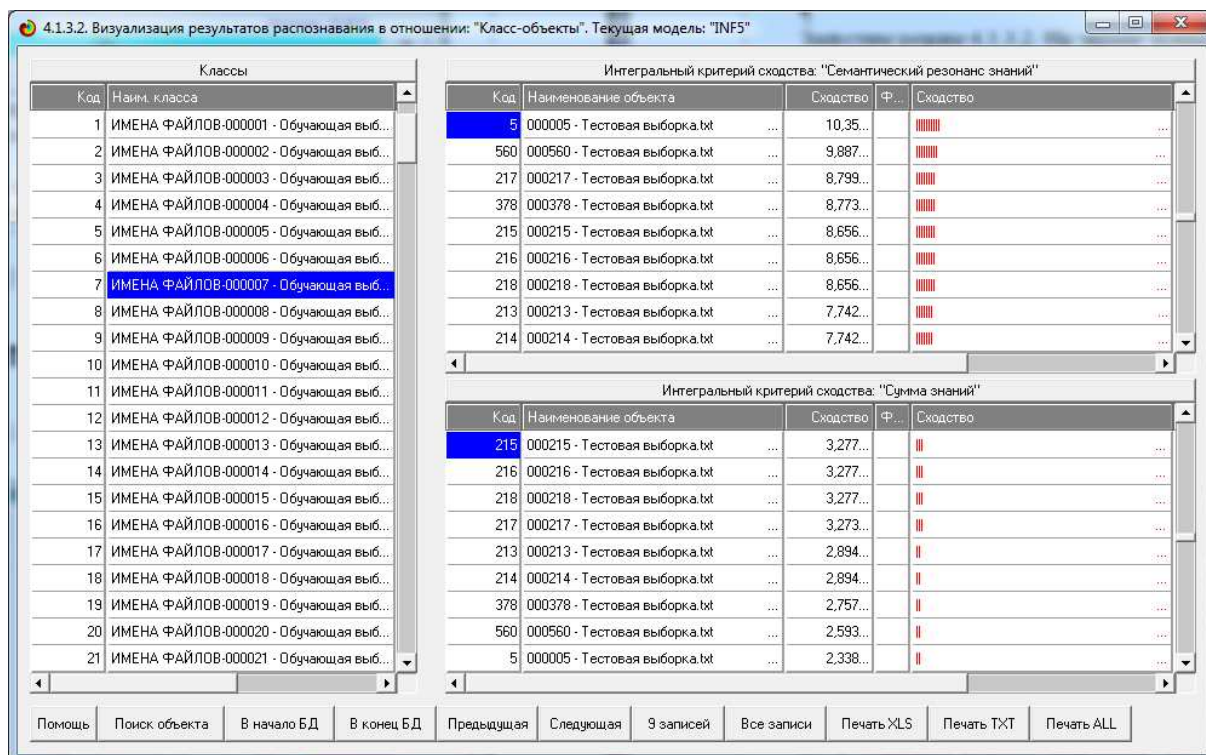 4.1.3.2. Визуализация результатов распознавания в отношении: "Класс-объекты". Текущая модель: "INF5"
Классы
Код Наим. класса
1 ИМЕНА ФАЙЛОВ-000001 - Обучающая выб...
2 ИМЕНА ФАЙЛОВ-000002 - Обучающая выб...
3 ИМЕНА ФАЙЛОВ-000003 - Обучающая выб...
4 ИМЕНА ФАЙЛОВ-000004 - Обучающая выб...
5 ИМЕНА ФАЙЛОВ-000005 - Обучающая выб...
6 ИМЕНА ФАЙЛОВ-000006 - Обучающая выб...
7 ИМЕНА ФАЙЛОВ-000007 - Обучающая выб...
8 ИМЕНА ФАЙЛОВ-000008 - Обучающая выб...
9 ИМЕНА ФАЙЛОВ-000009 - Обучающая выб...
10 ИМЕНА ФАЙЛОВ-000010 - Обучающая выб...
11 ИМЕНА ФАЙЛОВ-000011 - Обучающая выб...
12 ИМЕНА ФАЙЛОВ-000012 - Обучающая выб...
13 ИМЕНА ФАЙЛОВ-000013 - Обучающая выб...
14 ИМЕНА ФАЙЛОВ-000014 - Обучающая выб...
15 ИМЕНА ФАЙЛОВ-000015 - Обучающая выб...
16 ИМЕНА ФАЙЛОВ-000016 - Обучающая выб...
17 ИМЕНА ФАЙЛОВ-000017 - Обучающая выб...
18 ИМЕНА ФАЙЛОВ-000018 - Обучающая выб...
19 ИМЕНА ФАЙЛОВ-000019 - Обучающая выб...
20 ИМЕНА ФАЙЛОВ-000020 - Обучающая выб...
21 ИМЕНА ФАЙЛОВ-000021 - Обучающая выб...
Интегральный критерий сходства: "Семантический резонанс знаний"
Код Наименование объекта Сходство Ф... Сходство
5 000005 - Тестовая выборка.txt ... 10,35... ...
560 000560 - Тестовая выборка.txt ... 9,887... ...
217 000217 - Тестовая выборка.txt ... 8,799... ...
378 000378 - Тестовая выборка.txt ... 8,773... ...
215 000215 - Тестовая выборка.txt ... 8,656... ...
216 000216 - Тестовая выборка.txt ... 8,656... ...
218 000218 - Тестовая выборка.txt ... 8,656... ...
213 000213 - Тестовая выборка.txt ... 7,742... ...
214 000214 - Тестовая выборка.txt ... 7,742... ...
Интегральный критерий сходства: "Сумма знаний"
Код Наименование объекта Сходство Ф... Сходство
215 000215 - Тестовая выборка.txt ... 3,277... ...
216 000216 - Тестовая выборка.txt ... 3,277... ...
218 000218 - Тестовая выборка.txt ... 3,277... ...
217 000217 - Тестовая выборка.txt ... 3,273... ...
213 000213 - Тестовая выборка.txt ... 2,894... ...
214 000214 - Тестовая выборка.txt ... 2,894... ...
378 000378 - Тестовая выборка.txt ... 2,757... ...
560 000560 - Тестовая выборка.txt ... 2,593... ...
5 000005 - Тестовая выборка.txt ... 2,338... ...
Помощь Поиск объекта В начало БД В конец БД Предыдущая Следующая 9 записей Все записи Печать XLS Печать TXT Печать ALL